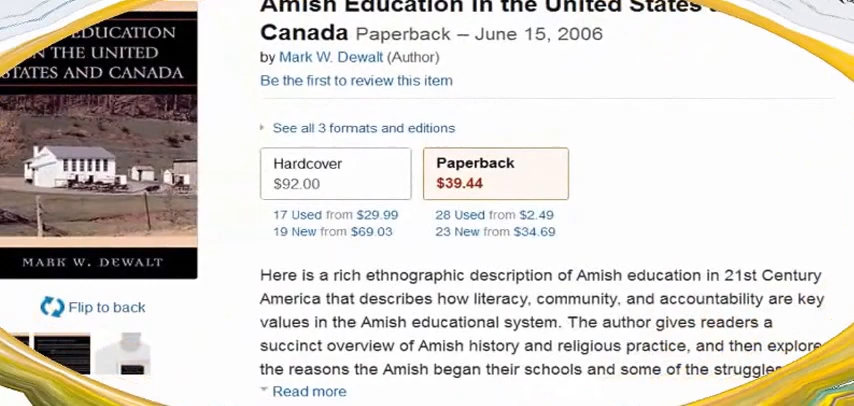 EDUCATION
THE UNITED
STATES AND CANADA
MARK W. DEWALT
Flip to back
Amish Education in the United States
Canada Paperback – June 15, 2006
by Mark W. Dewalt (Author)
Be the first to review this item
See all 3 formats and editions
Hardcover
$92.00
Paperback
$39.44
17 Used from $29.99
19 New from $69.03
28 Used from $2.49
23 New from $34.69
Here is a rich ethnographic description of Amish education in 21st Century
America that describes how literacy, community, and accountability are key
values in the Amish educational system. The author gives readers a
succinct overview of Amish history and religious practice, and then explore
the reasons the Amish began their schools and some of the struggles
Read more